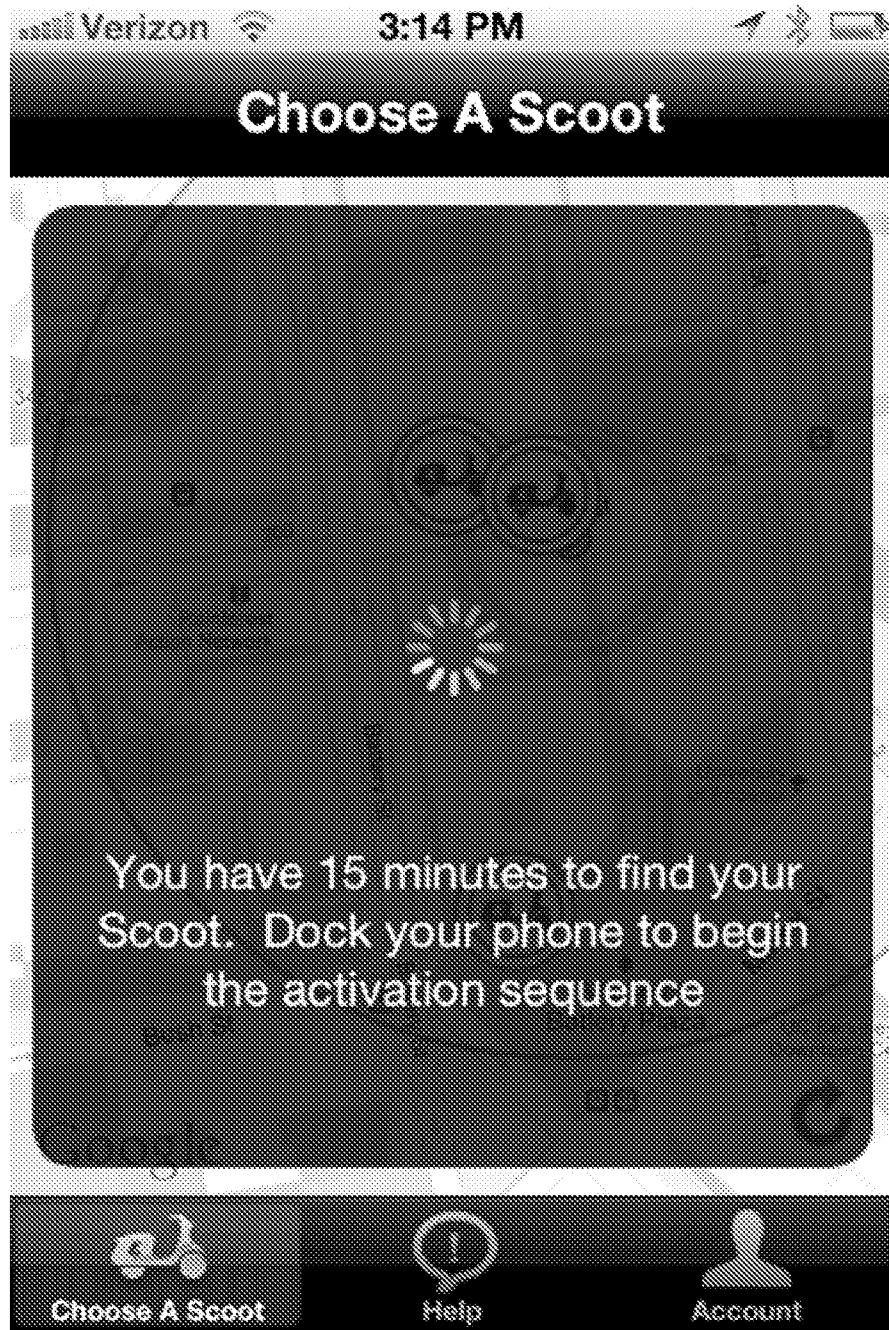 Verizon 3:14 PM
Choose A Scoot
You have 15 minutes to find your
Scoot. Dock your phone to begin
the activation sequence
Google
Choose A Scoot
Help
Account